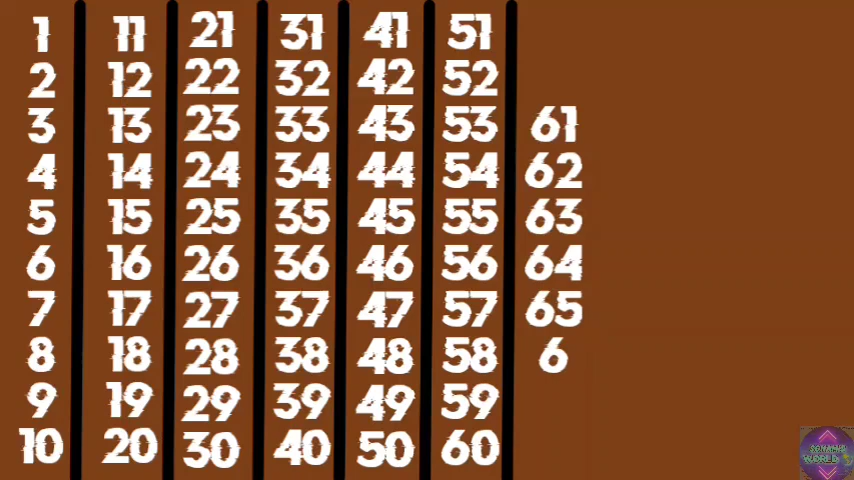 1 11 21 31 41 51
2 12 22 32 42 52
3 13 23 33 43 53 61
4 14 24 34 44 54 62
5 15 25 35 45 55 63
6 16 26 36 46 56 64
7 17 27 37 47 57 65
8 18 28 38 48 58 6
9 19 29 39 49 59
10 20 30 40 50 60
WORLD